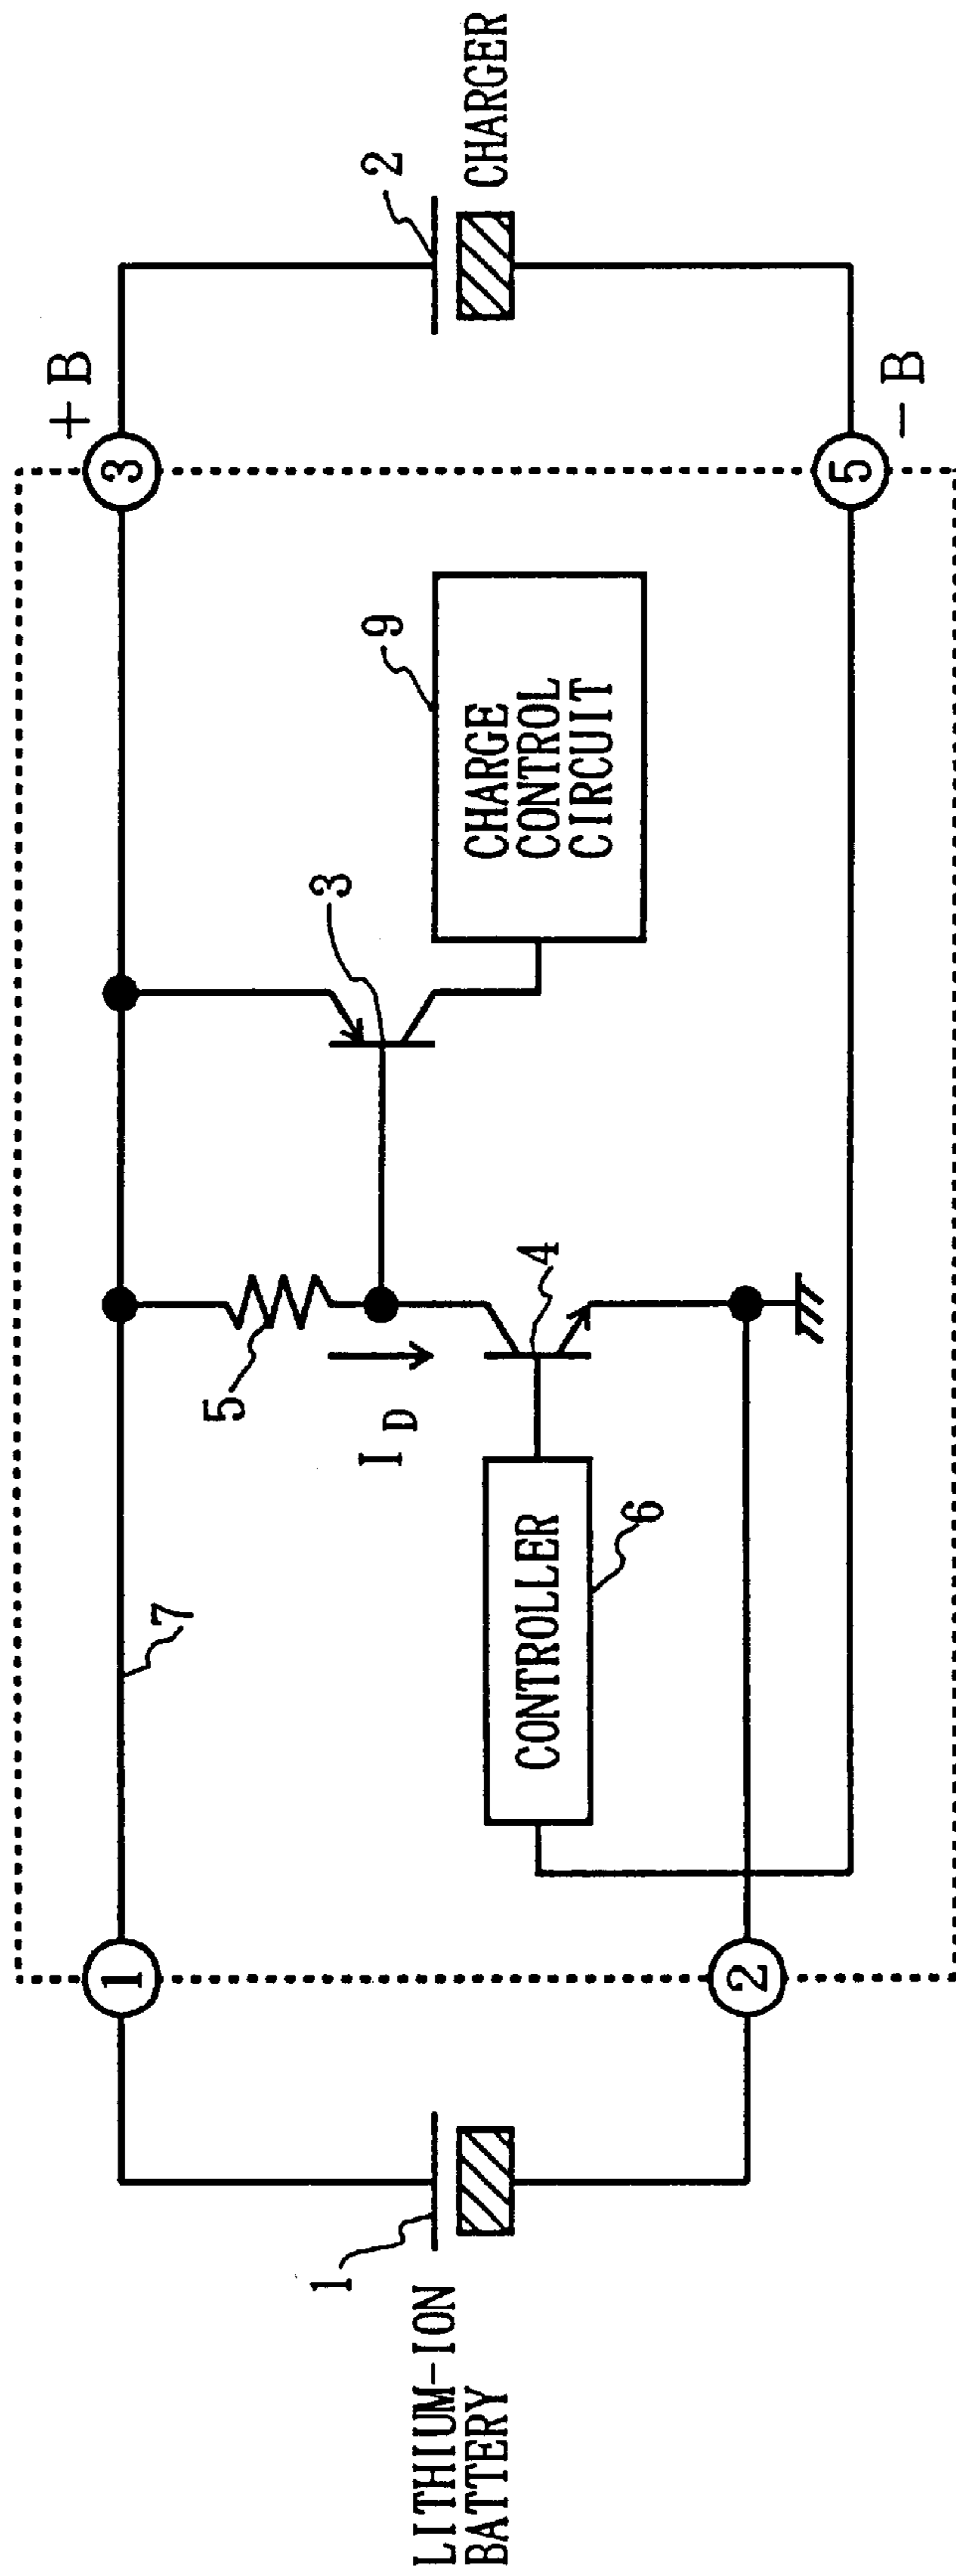 LITHIUM-ION
BATTERY
1
1
2
7
CONTROLLER
6
5
I D
4
3
CHARGE
CONTROL
CIRCUIT
9
3
+B
5
-B
2
CHARGER